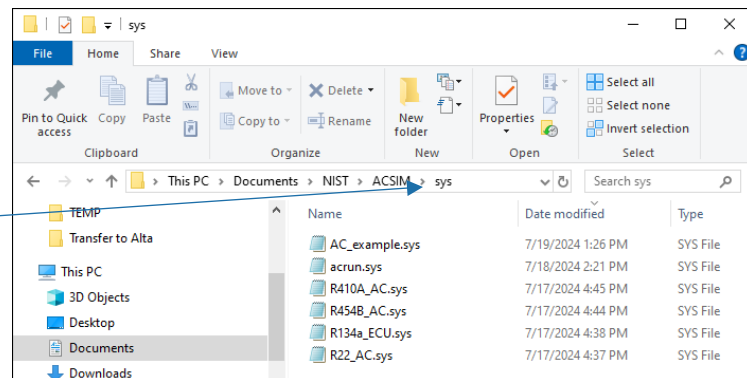 sys
File Home Share View
Pin to Quick access Copy Paste
Clipboard
Move to Copy to Delete Rename
Organize
New folder
New
Properties
Open
Select all
Select none
Invert selection
Select
This PC > Documents > NIST > ACSIM > sys
Search sys
TEMP
Transfer to Alta
This PC
3D Objects
Desktop
Documents
Downloads
Name Date modified Type
AC_example.sys 7/19/2024 1:26 PM SYS File
acrun.sys 7/18/2024 2:21 PM SYS File
R410A_AC.sys 7/17/2024 4:45 PM SYS File
R454B_AC.sys 7/17/2024 4:44 PM SYS File
R134a_ECU.sys 7/17/2024 4:38 PM SYS File
R22_AC.sys 7/17/2024 4:37 PM SYS File